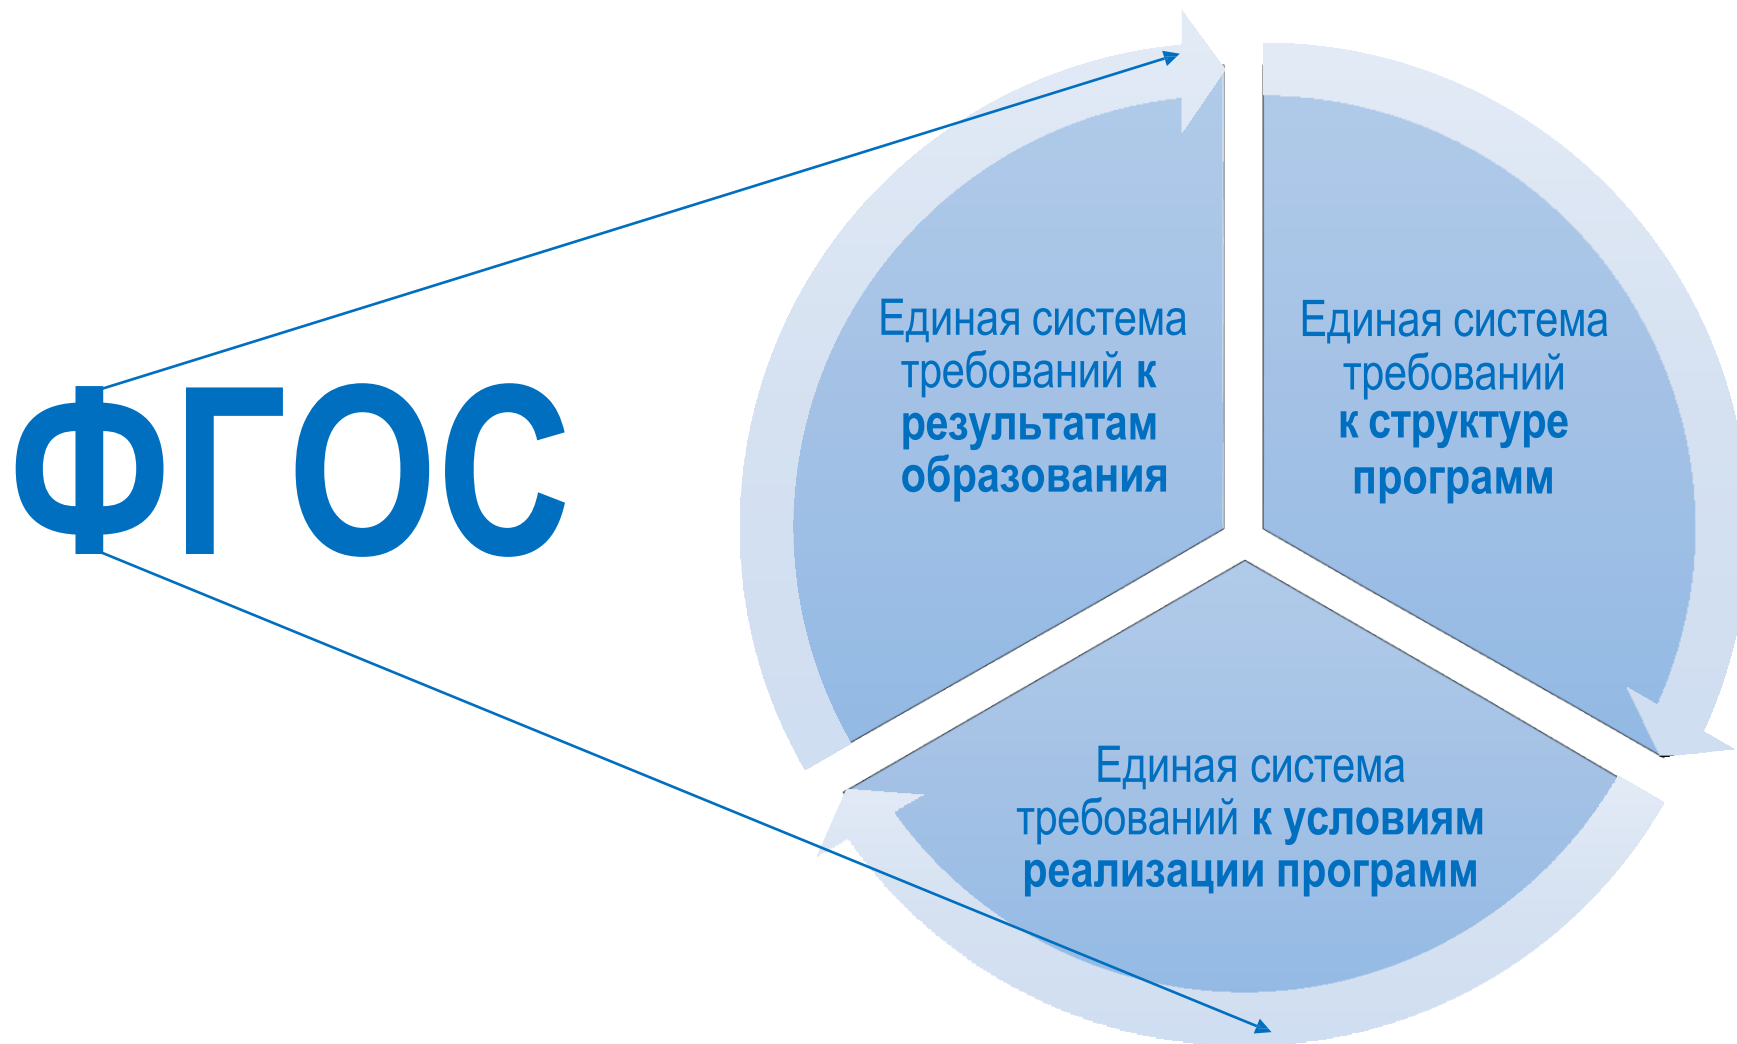 ФГОС
Единая система
требований к
результатам
образования
Единая система
требований
к структуре
программ
Единая система
требований к условиям
реализации программ